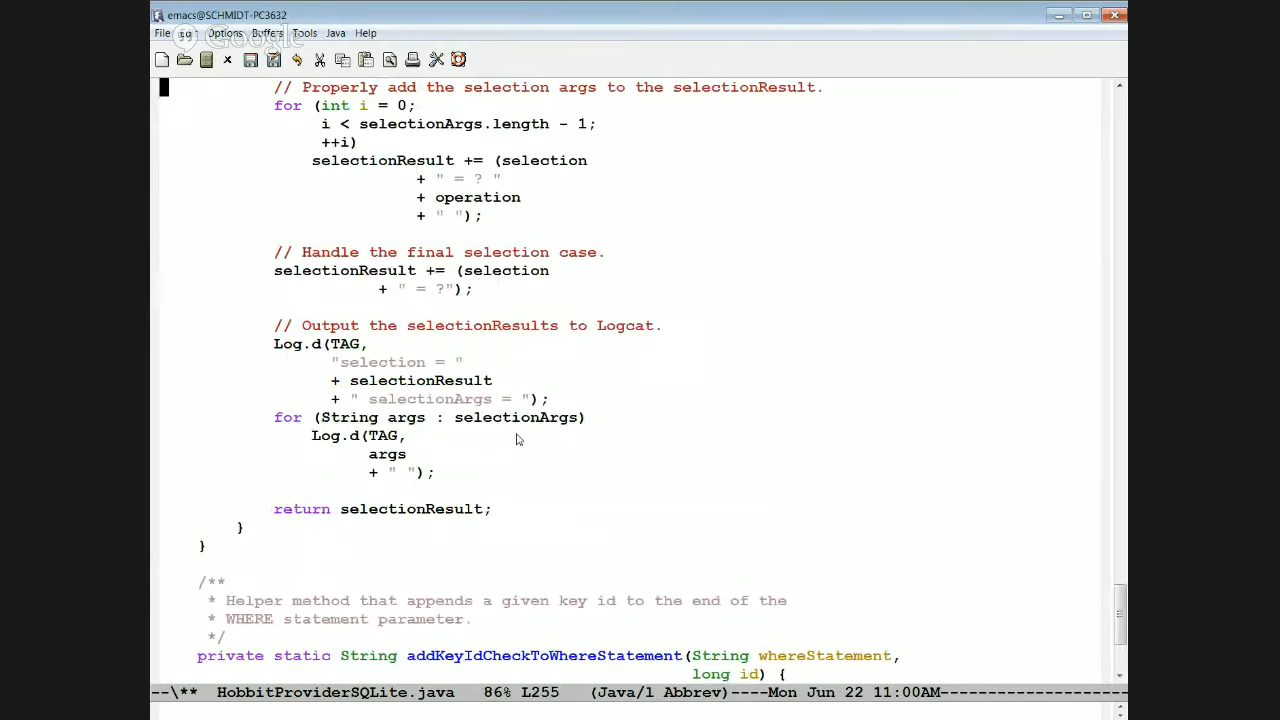 emacs@SCHMIDT-PC3632
File Edit Options Buffers Tools Java Help
Google
// Properly add the selection args to the selectionResult.
for (int i = 0;
i < selectionArgs.length - 1;
++i)
selectionResult += (selection
+ " = ? "
+ operation
+ " ");
// Handle the final selection case.
selectionResult += (selection
+ " = ?");
// Output the selectionResults to Logcat.
Log.d(TAG,
"selection = "
+ selectionResult
+ " selectionArgs = ");
for (String args : selectionArgs)
Log.d(TAG,
args
+ " ");
return selectionResult;
}
}
/**
* Helper method that appends a given key id to the end of the
* WHERE statement parameter.
*/
private static String addKeyIdCheckToWhereStatement(String whereStatement,
long id) {
--\** HobbitProviderSQLite.java 86% L255 (Java/l Abbrev)----Mon Jun 22 11:00AM--------------------